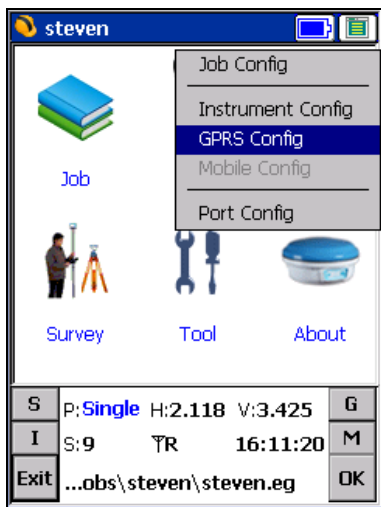 steven
Job Config
Instrument Config
GPRS Config
Mobile Config
Port Config
Job
Survey
Tool
About
S P:Single H:2.118 V:3.425 G
I S:9 R 16:11:20 M
Exit ...obs\steven\steven.eg OK